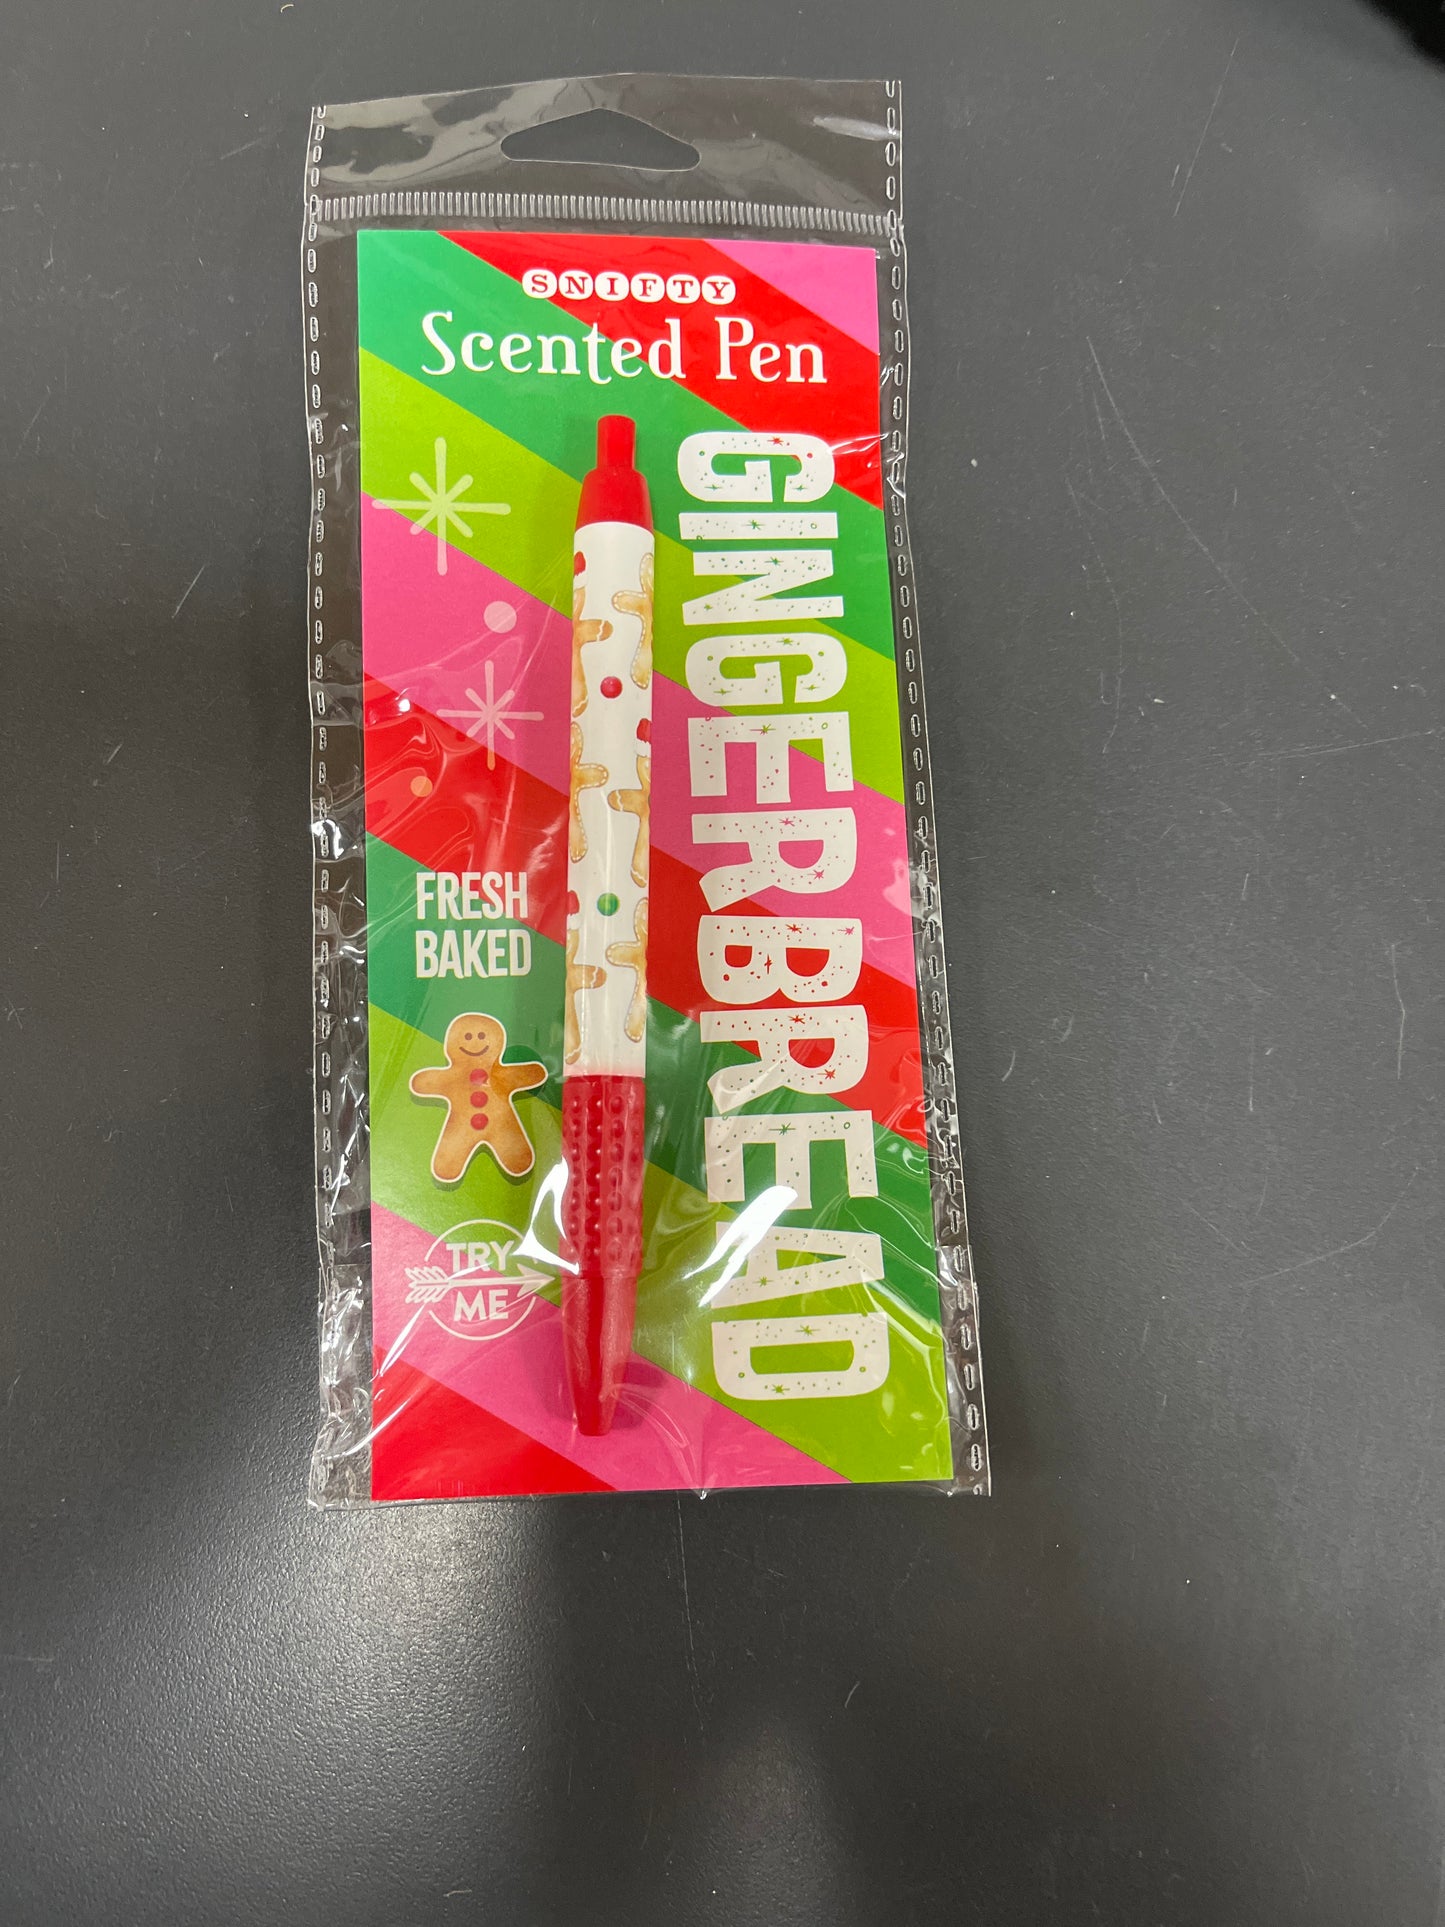 SNIFTY
Scented Pen
GINGERBREAD
FRESH
BAKED
TRY
ME